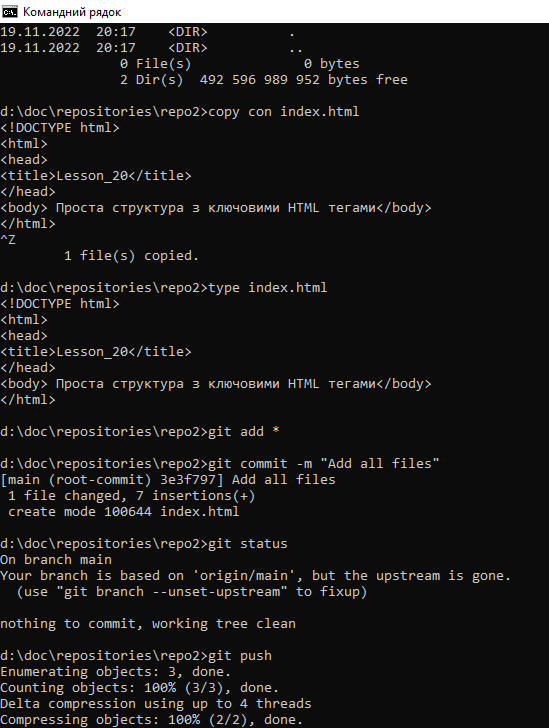 Командний рядок
19.11.2022  20:17    <DIR>          .
19.11.2022  20:17    <DIR>          ..
               0 File(s)              0 bytes
               2 Dir(s)  492 596 989 952 bytes free
d:\doc\repositories\repo2>copy con index.html
<!DOCTYPE html>
<html>
<head>
<title>Lesson_20</title>
</head>
<body> Проста структура з ключовими HTML тегами</body>
</html>
^Z
        1 file(s) copied.
d:\doc\repositories\repo2>type index.html
<!DOCTYPE html>
<html>
<head>
<title>Lesson_20</title>
</head>
<body> Проста структура з ключовими HTML тегами</body>
</html>
d:\doc\repositories\repo2>git add *
d:\doc\repositories\repo2>git commit -m "Add all files"
[main (root-commit) 3e3f797] Add all files
 1 file changed, 7 insertions(+)
 create mode 100644 index.html
d:\doc\repositories\repo2>git status
On branch main
Your branch is based on 'origin/main', but the upstream is gone.
  (use "git branch --unset-upstream" to fixup)
nothing to commit, working tree clean
d:\doc\repositories\repo2>git push
Enumerating objects: 3, done.
Counting objects: 100% (3/3), done.
Delta compression using up to 4 threads
Compressing objects: 100% (2/2), done.